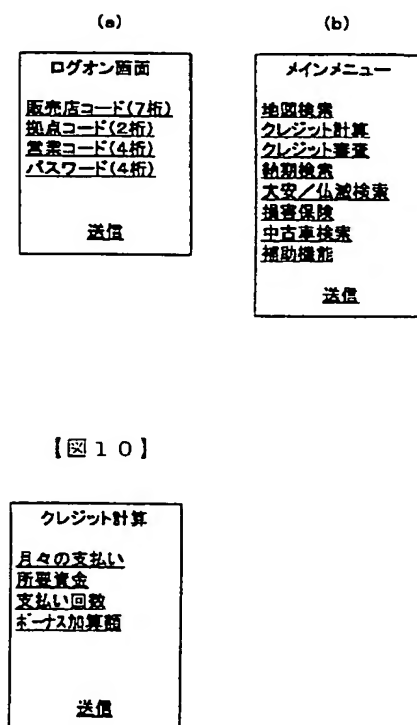 (a)
ログオン画面
販売店コード(7桁)
拠点コード(2桁)
営業コード(4桁)
パスワード(4桁)
送信
(b)
メインメニュー
地図検索
クレジット計算
クレジット審査
納期検索
大安／仏滅検索
損害保険
中古車検索
補助機能
送信
【図１０】
クレジット計算
月々の支払い
所要資金
支払い回数
ボーナス加算額
送信